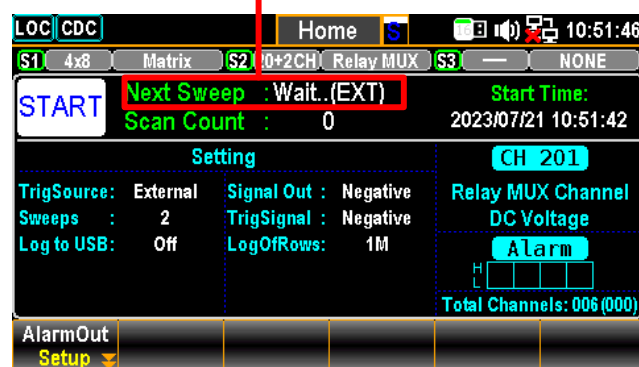 LOC CDC Home S 10:51:46
S1 4x8 Matrix S2 20+2CH Relay MUX S3 — NONE
START Next Sweep : Wait..(EXT) Start Time:
Scan Count : 0 2023/07/21 10:51:42
Setting CH 201
TrigSource: External Signal Out : Negative Relay MUX Channel
Sweeps : 2 TrigSignal : Negative DC Voltage
Log to USB: Off LogOfRows: 1M Alarm
H
L
Total Channels: 006 (000)
AlarmOut
Setup